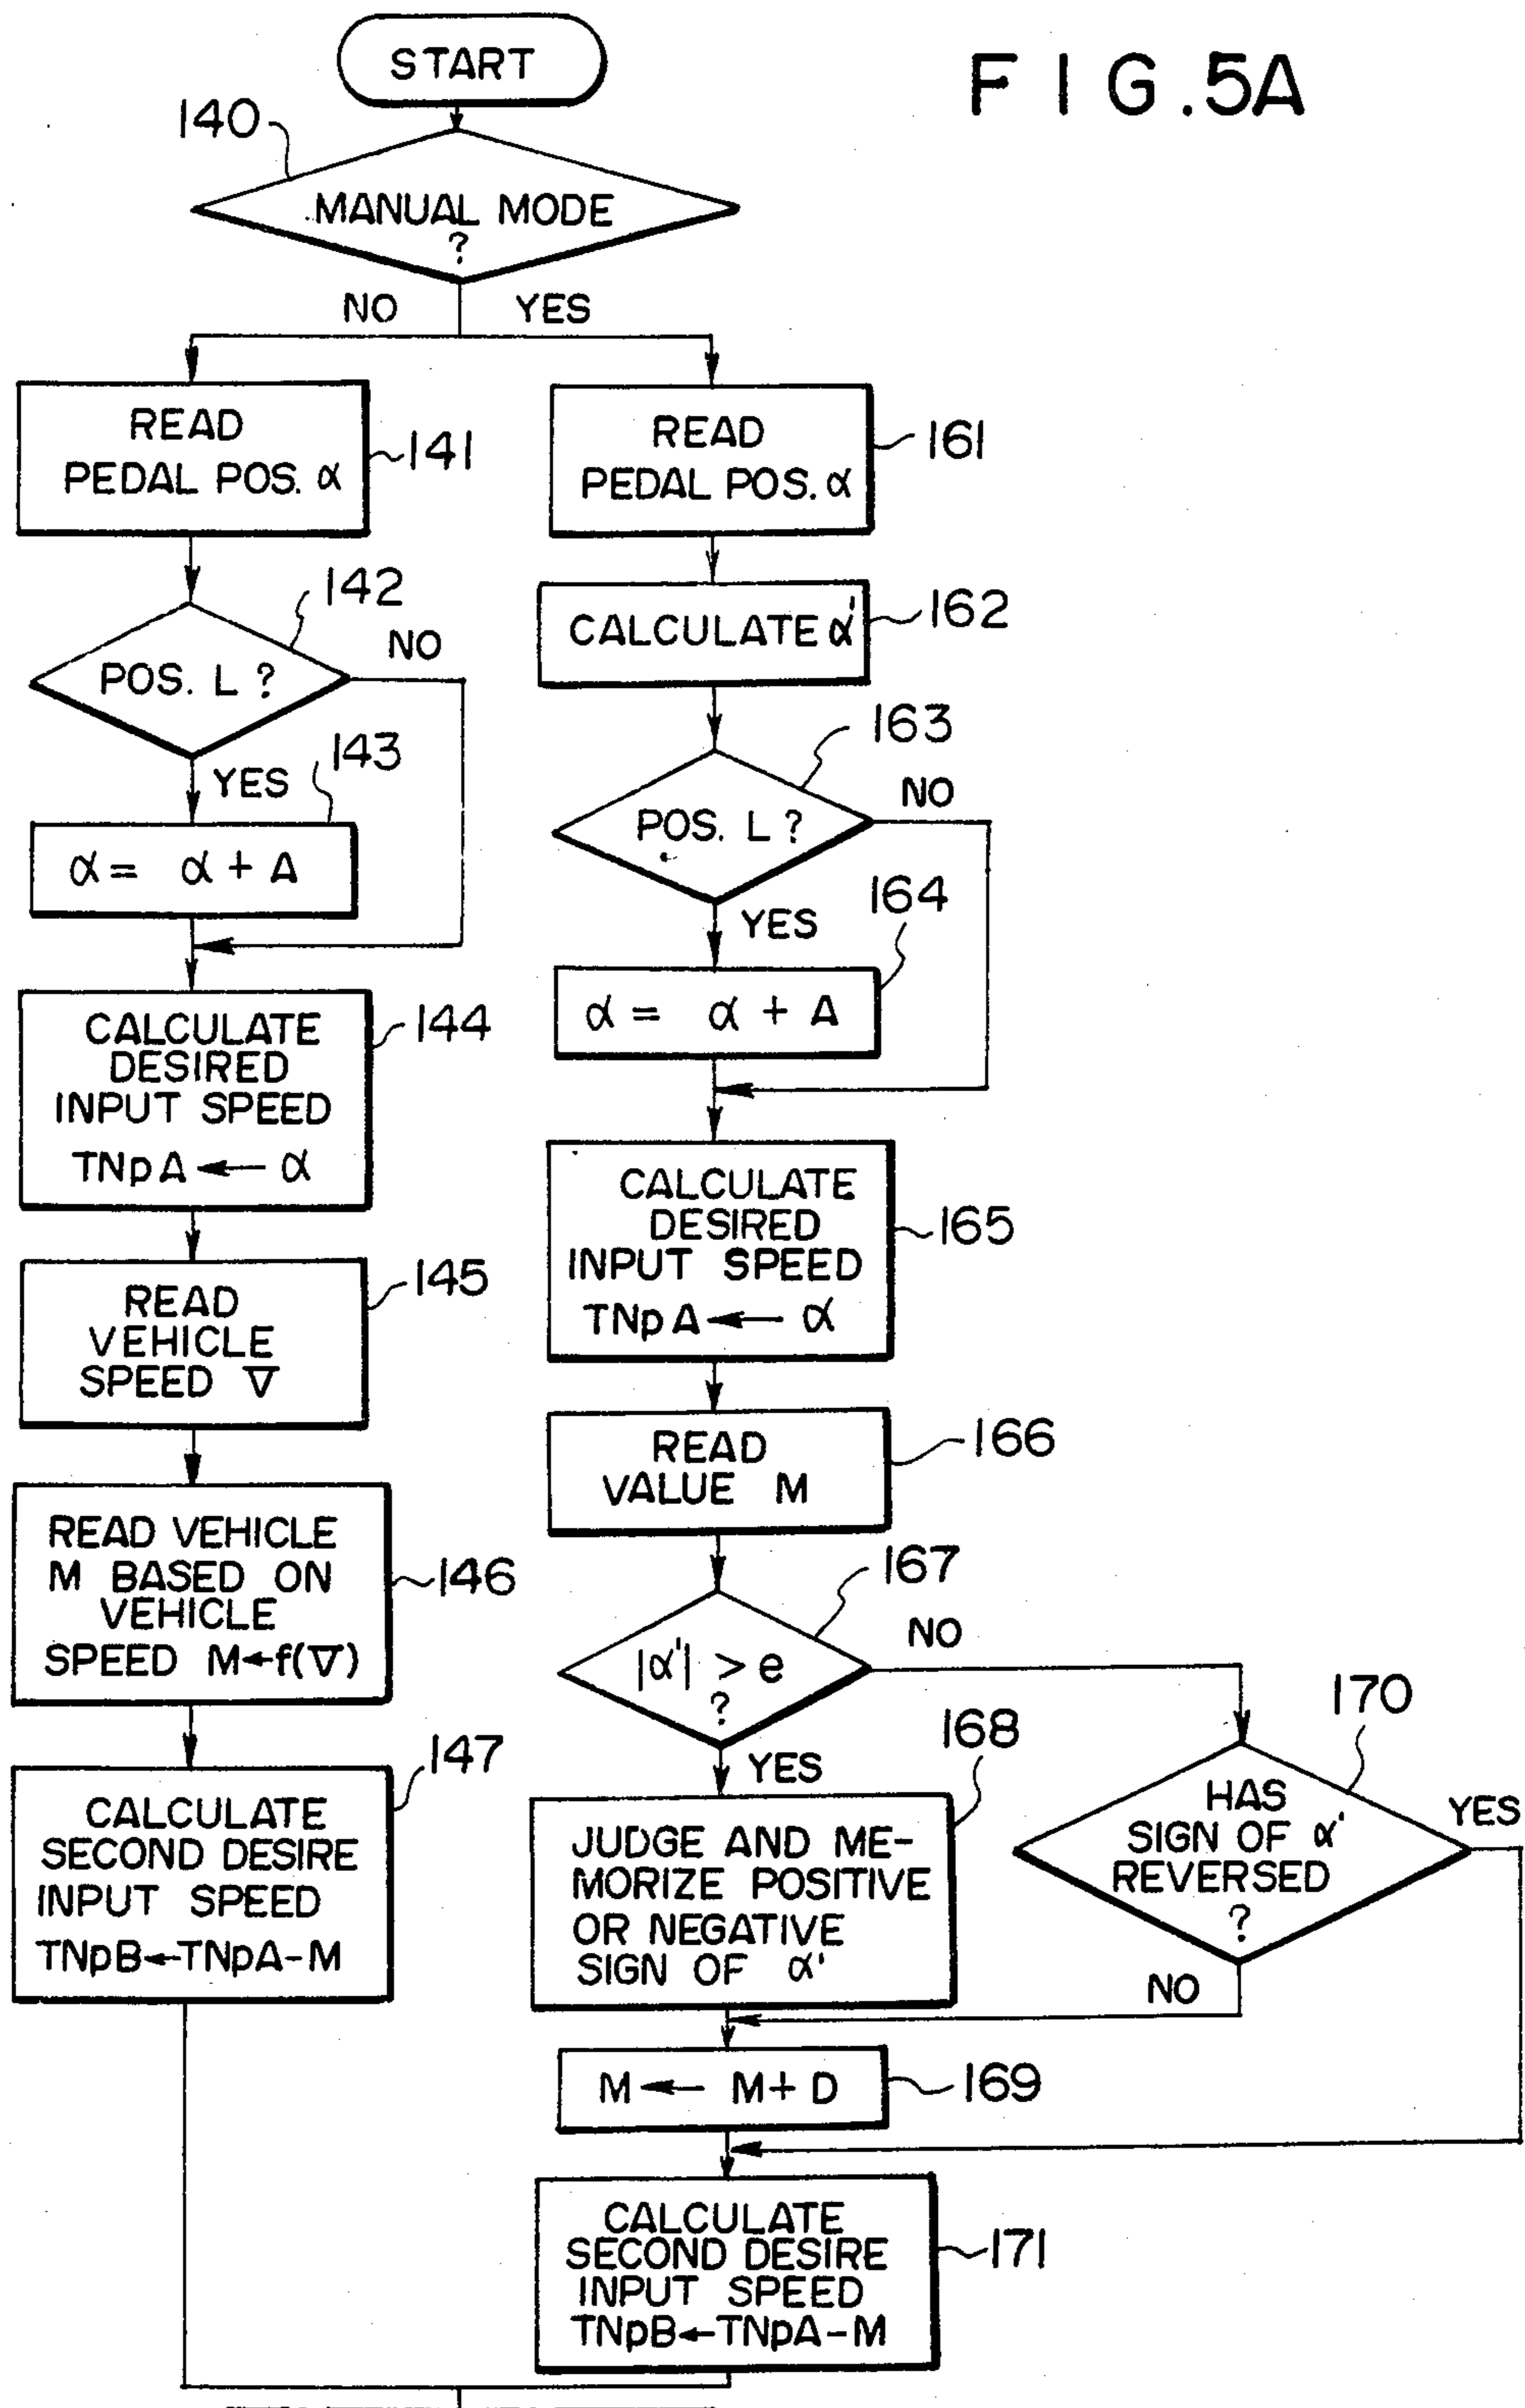 START
FIG.5A
140
MANUAL MODE
?
NO
YES
READ
PEDAL POS. α
141
142
POS. L ?
NO
YES
143
α = α + A
CALCULATE
DESIRED
INPUT SPEED
TNpA ← α
144
READ
VEHICLE
SPEED V
145
READ VEHICLE
M BASED ON
VEHICLE
SPEED M←f(V)
146
147
CALCULATE
SECOND DESIRE
INPUT SPEED
TNpB←TNpA-M
READ
PEDAL POS. α
161
CALCULATE α'
162
163
POS. L ?
NO
YES
164
α = α + A
CALCULATE
DESIRED
INPUT SPEED
TNpA ← α
165
READ
VALUE M
166
167
|α'| > e
?
NO
YES
168
JUDGE AND ME-
MORIZE POSITIVE
OR NEGATIVE
SIGN OF α'
170
HAS
SIGN OF α'
REVERSED
?
YES
NO
M ← M + D
169
CALCULATE
SECOND DESIRE
INPUT SPEED
TNpB←TNpA-M
171